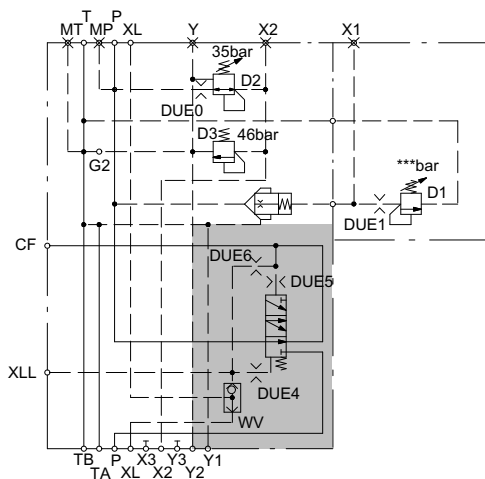 T P
MT MP XL Y X2 X1
35bar
D2
DUE0
D3 46bar
G2
***bar
D1
DUE1
CF
DUE6
DUE5
XLL
DUE4
WV
TB P X3 Y3 Y1
TA XL X2 Y2